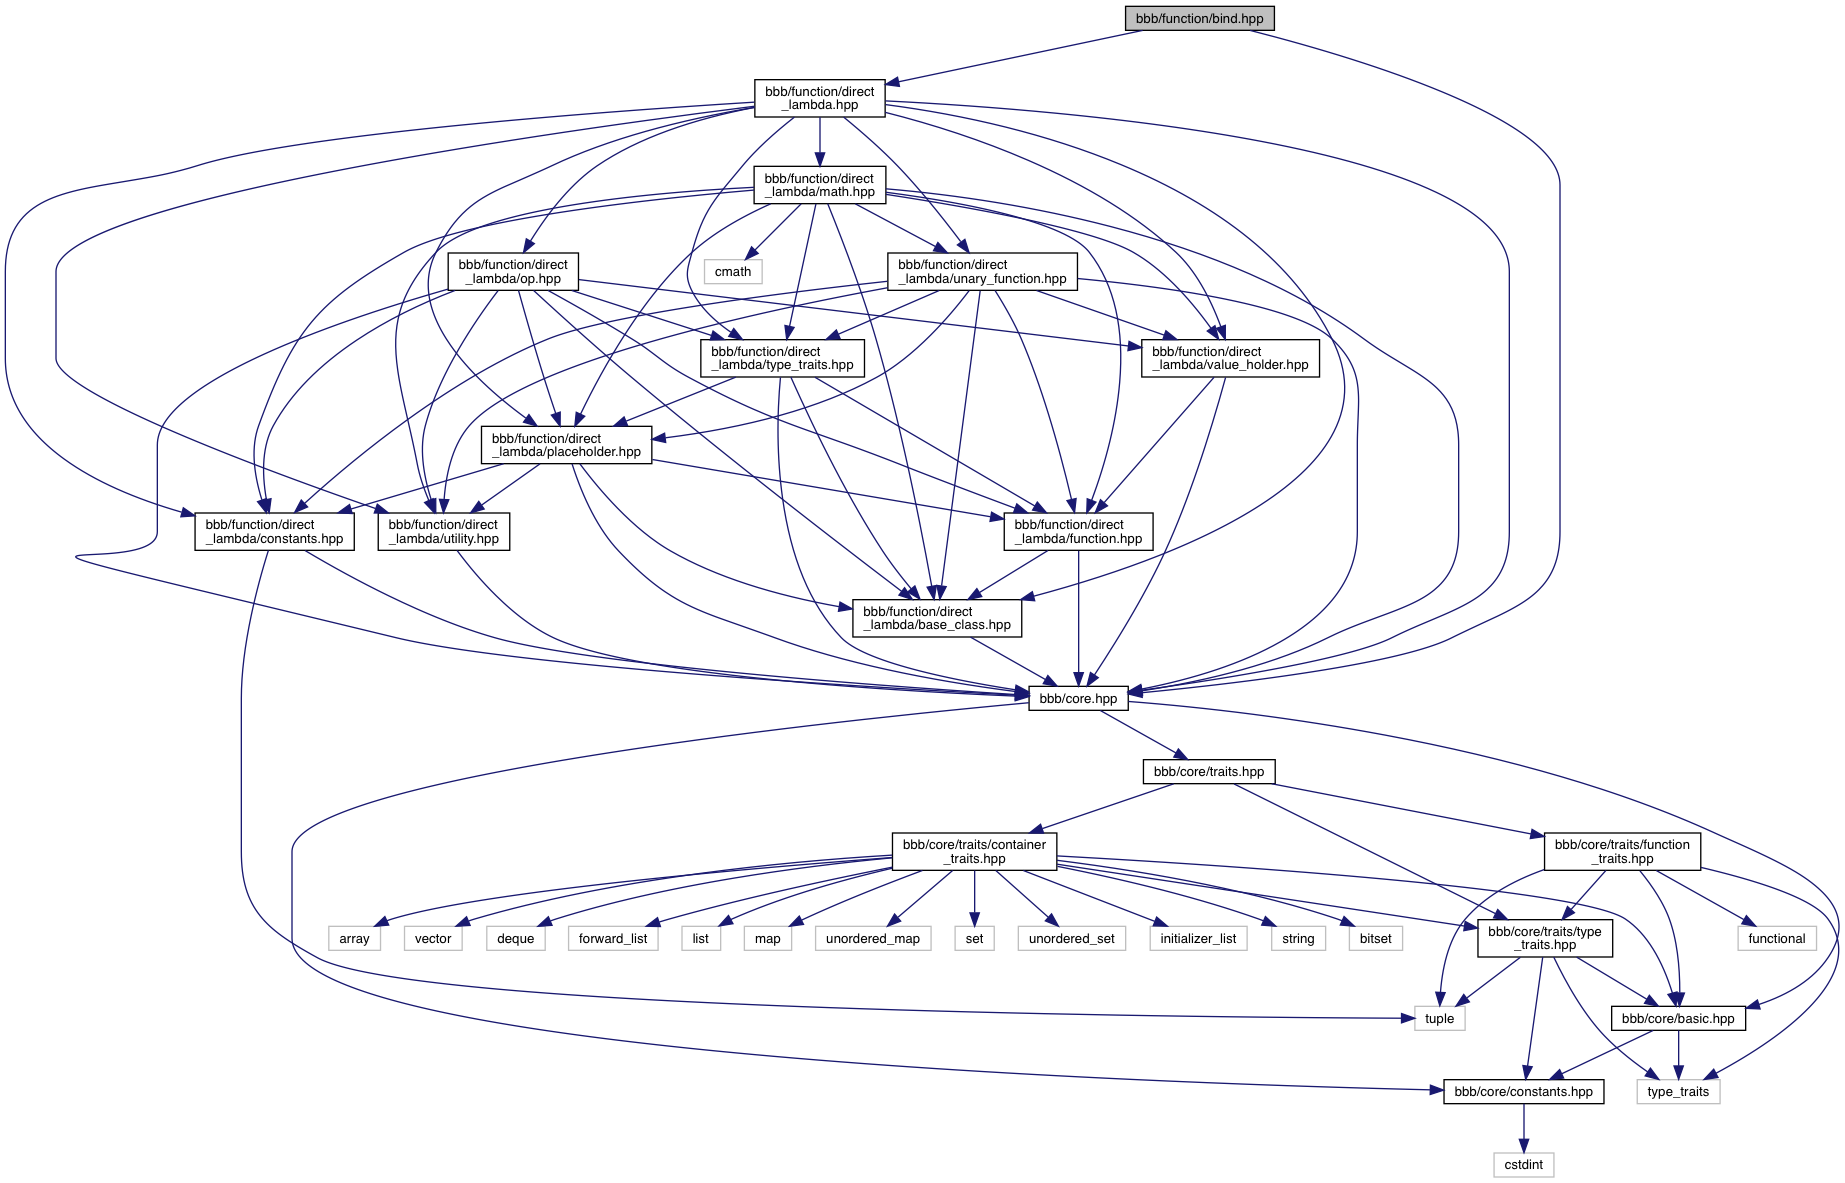 bbb/function/bind.hpp
bbb/function/direct
_lambda.hpp
bbb/function/direct
_lambda/math.hpp
bbb/function/direct
_lambda/op.hpp
cmath
bbb/function/direct
_lambda/unary_function.hpp
bbb/function/direct
_lambda/type_traits.hpp
bbb/function/direct
_lambda/value_holder.hpp
bbb/function/direct
_lambda/placeholder.hpp
bbb/function/direct
_lambda/constants.hpp
bbb/function/direct
_lambda/utility.hpp
bbb/function/direct
_lambda/function.hpp
bbb/function/direct
_lambda/base_class.hpp
bbb/core.hpp
bbb/core/traits.hpp
bbb/core/traits/container
_traits.hpp
bbb/core/traits/function
_traits.hpp
array
vector
deque
forward_list
list
map
unordered_map
set
unordered_set
initializer_list
string
bitset
bbb/core/traits/type
_traits.hpp
functional
tuple
bbb/core/basic.hpp
bbb/core/constants.hpp
type_traits
cstdint